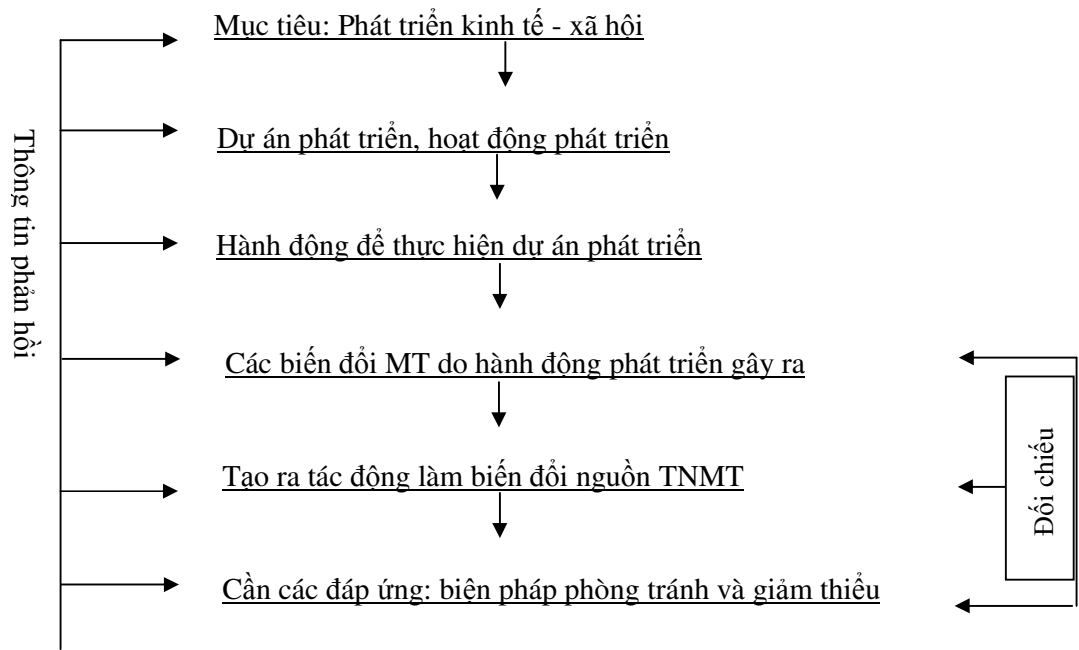 Mục tiêu: Phát triển kinh tế - xã hội
Dự án phát triển, hoạt động phát triển
Hành động để thực hiện dự án phát triển
Các biến đổi MT do hành động phát triển gây ra
Tạo ra tác động làm biến đổi nguồn TNMT
Cần các đáp ứng: biện pháp phòng tránh và giảm thiểu
Thông tin phản hồi
Đối chiếu